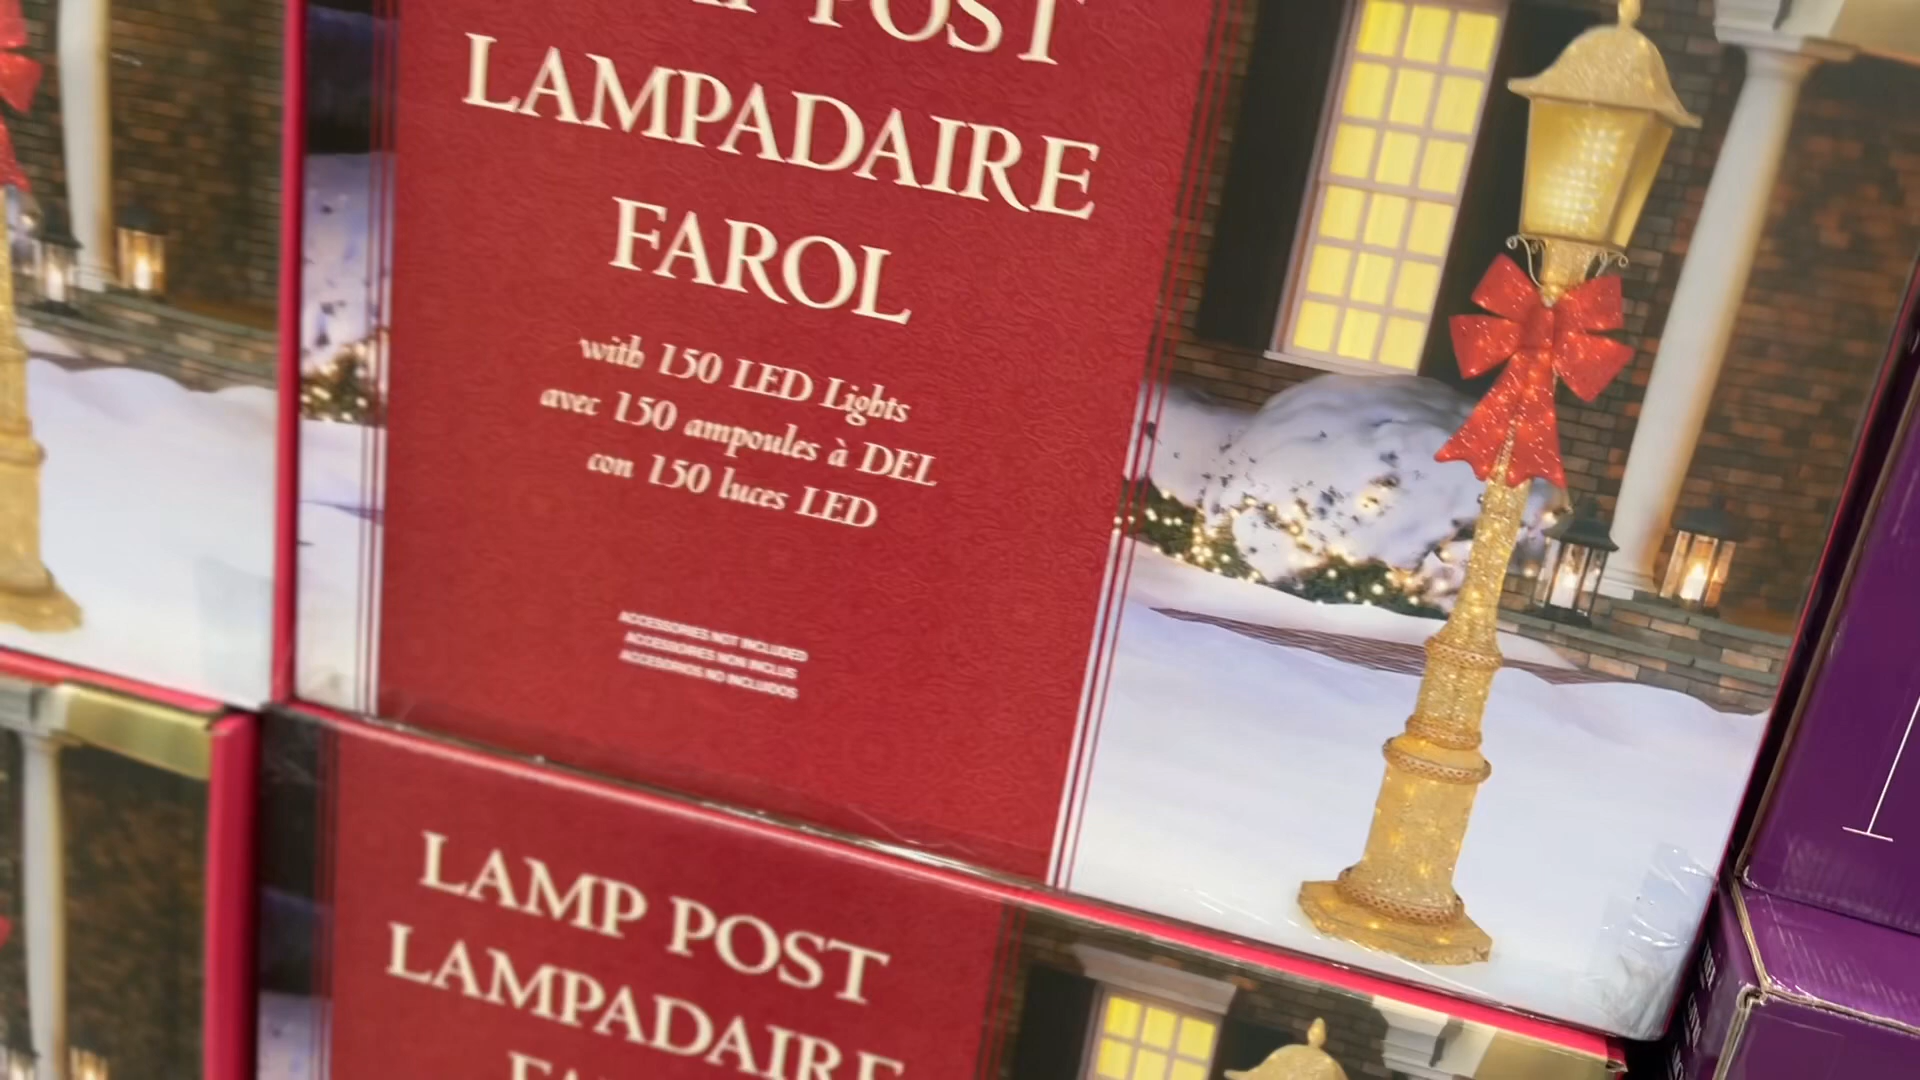 POST
LAMPADAIRE
FAROL
with 150 LED Lights
avec 150 ampoules à DEL
con 150 luces LED
ACCESSORIES NOT INCLUDED
ACCESSOIRES NON INCLUS
ACCESORIOS NO INCLUIDOS
LAMP POST
LAMPADAIRE